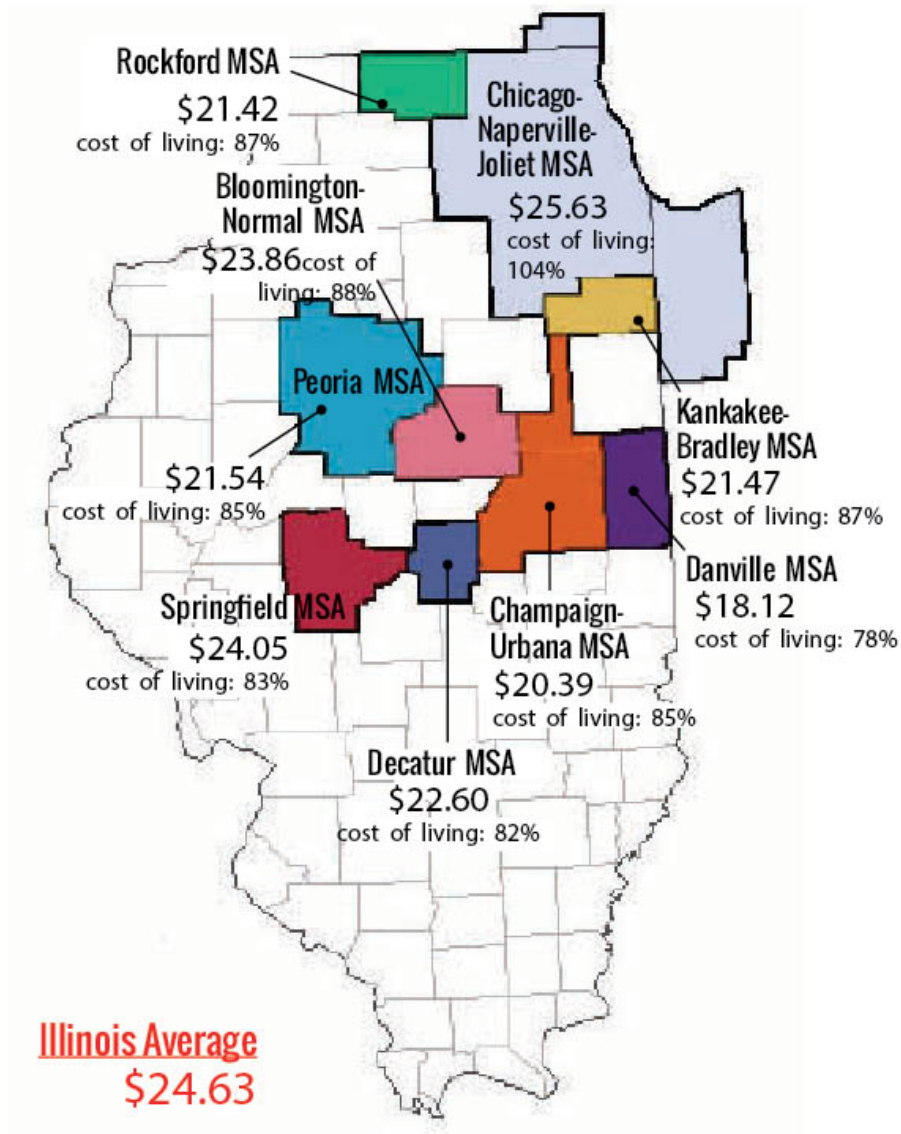 Rockford MSA
$21.42
cost of living: 87%
Chicago-
Naperville-
Joliet MSA
$25.63
cost of living:
104%
Bloomington-
Normal MSA
$23.86cost of
living: 88%
Peoria MSA
$21.54
cost of living: 85%
Kankakee-
Bradley MSA
$21.47
cost of living: 87%
Danville MSA
$18.12
cost of living: 78%
Springfield MSA
$24.05
cost of living: 83%
Champaign-
Urbana MSA
$20.39
cost of living: 85%
Decatur MSA
$22.60
cost of living: 82%
Illinois Average
$24.63